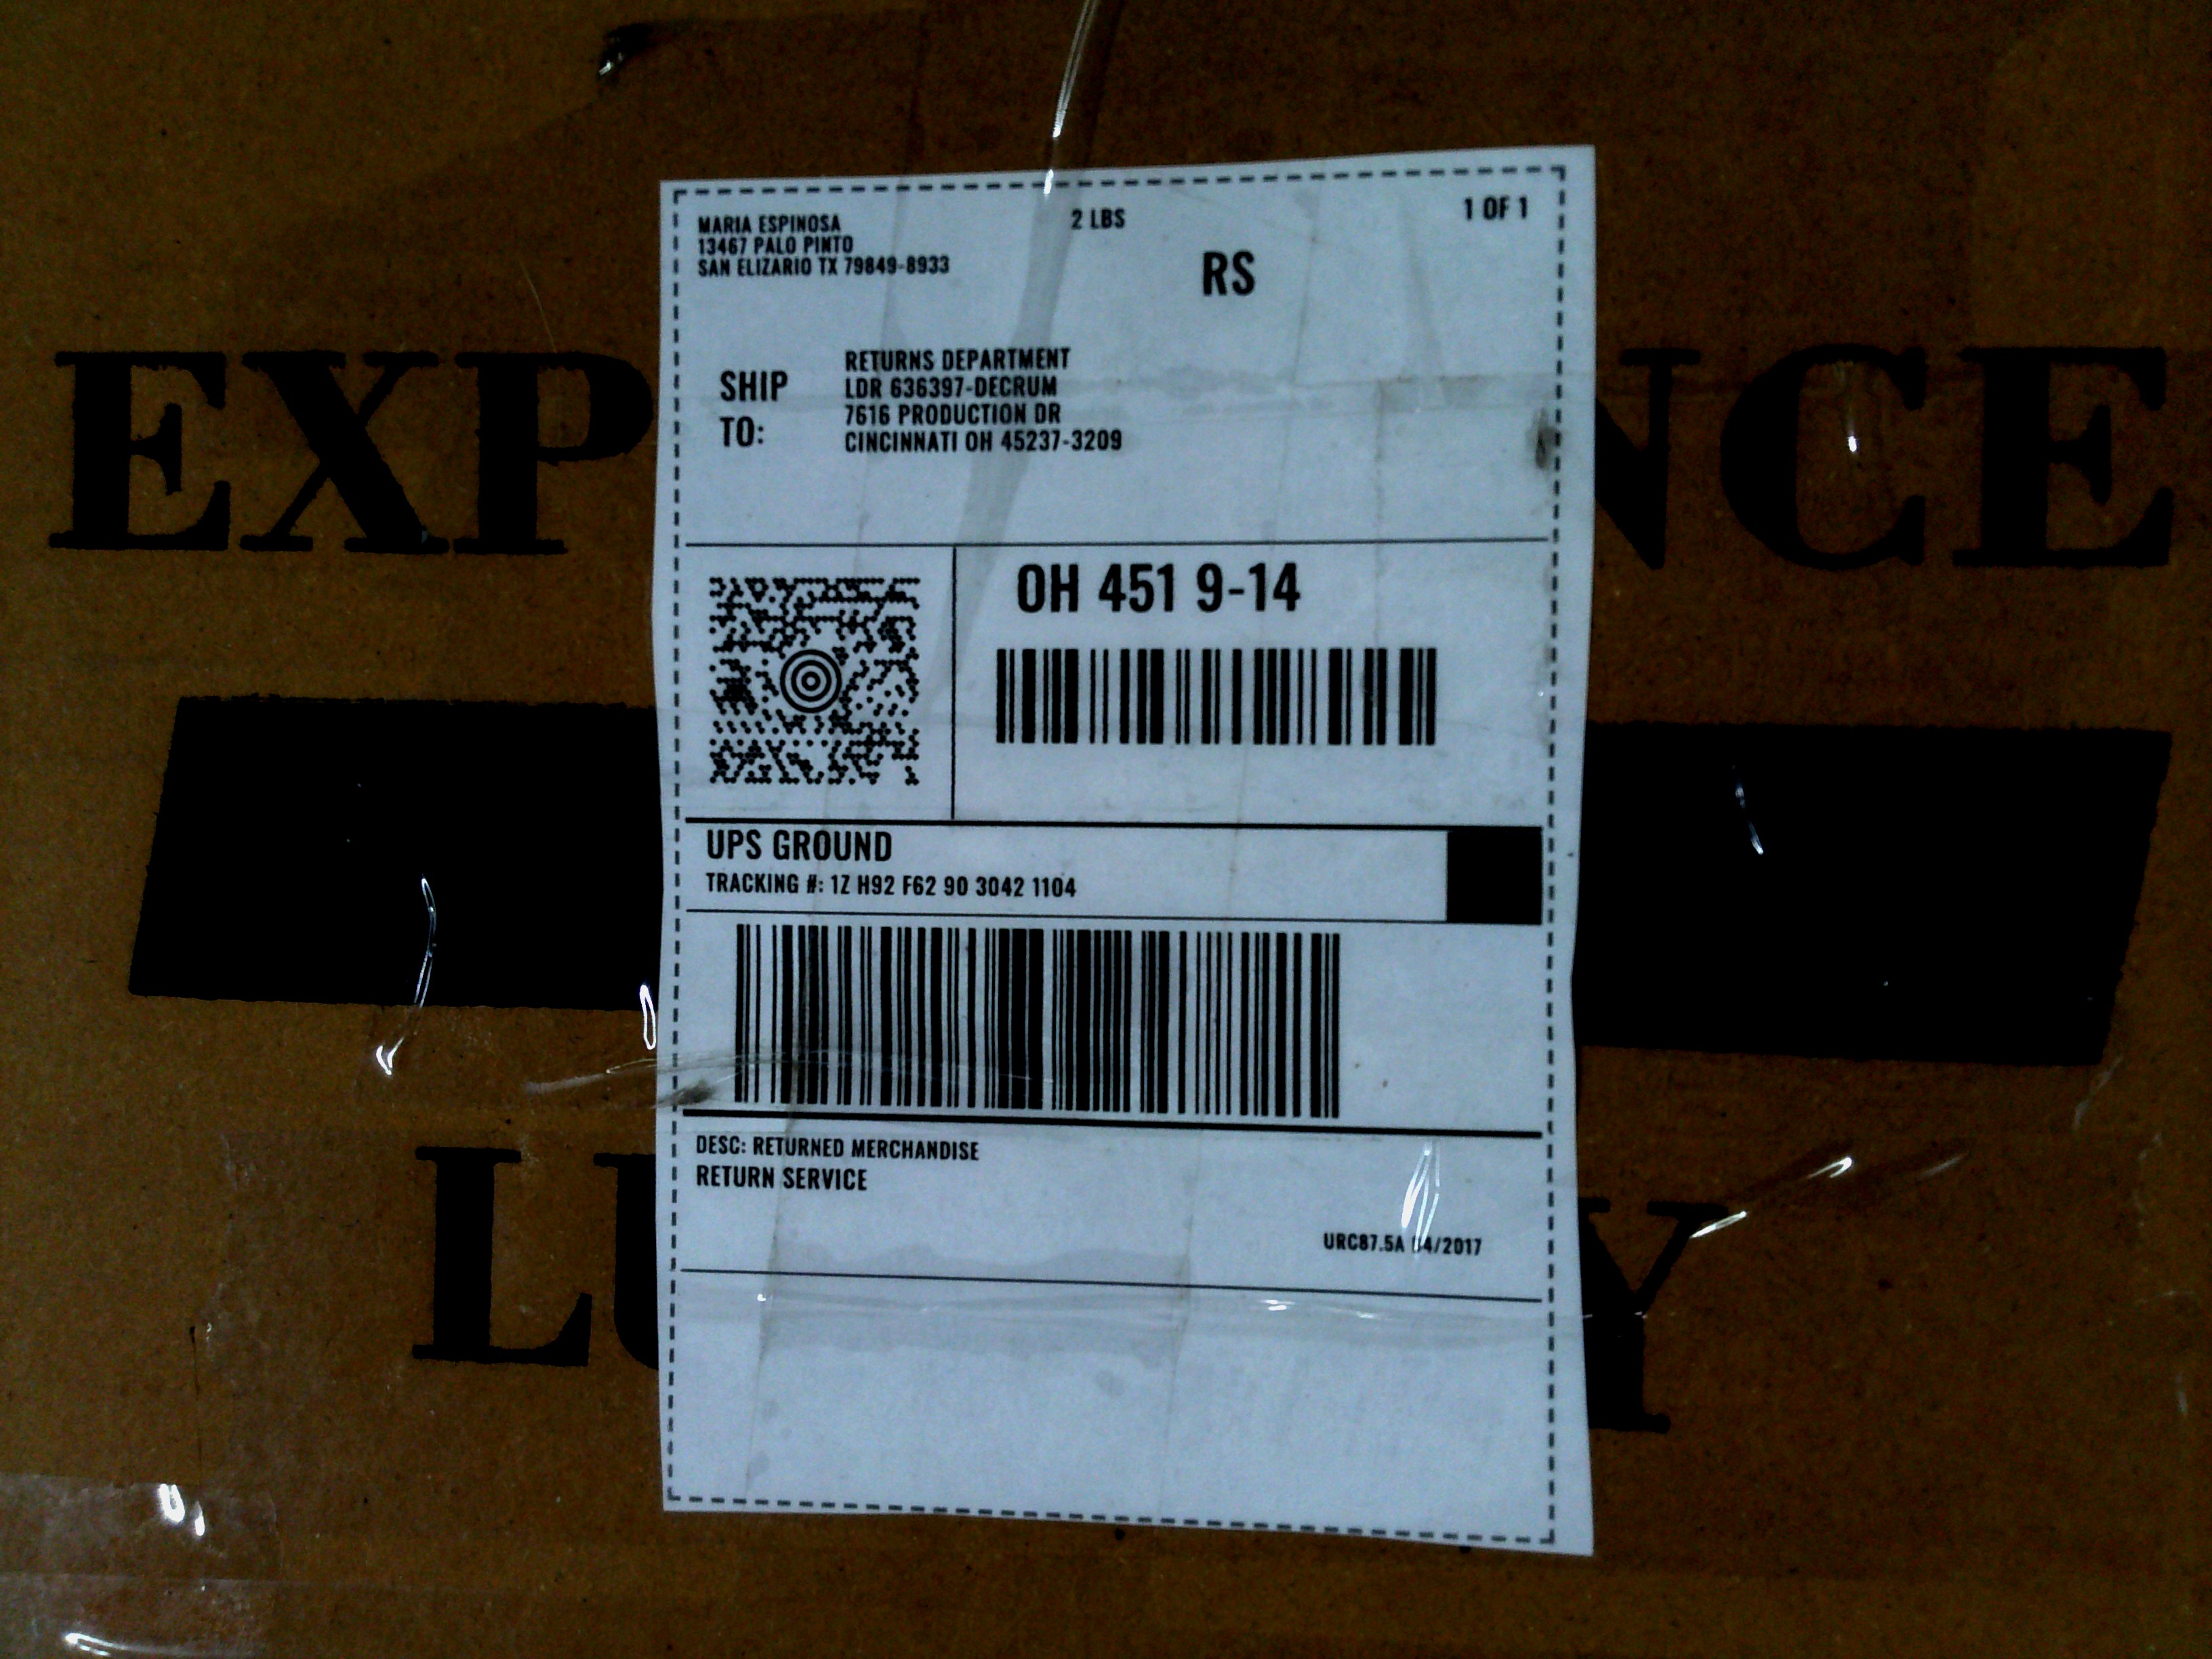 MARIA ESPINOSA
13467 PALO PINTO
SAN ELIZARIO TX 79849-8933
2 LBS
1 OF 1
RS
SHIP TO:
RETURNS DEPARTMENT
LDR 636397-DECRUM
7616 PRODUCTION DR
CINCINNATI OH 45237-3209
OH 451 9-14
UPS GROUND
TRACKING #: 1Z H92 F62 90 3042 1104
DESC: RETURNED MERCHANDISE
RETURN SERVICE
URC87.5A 04/2017